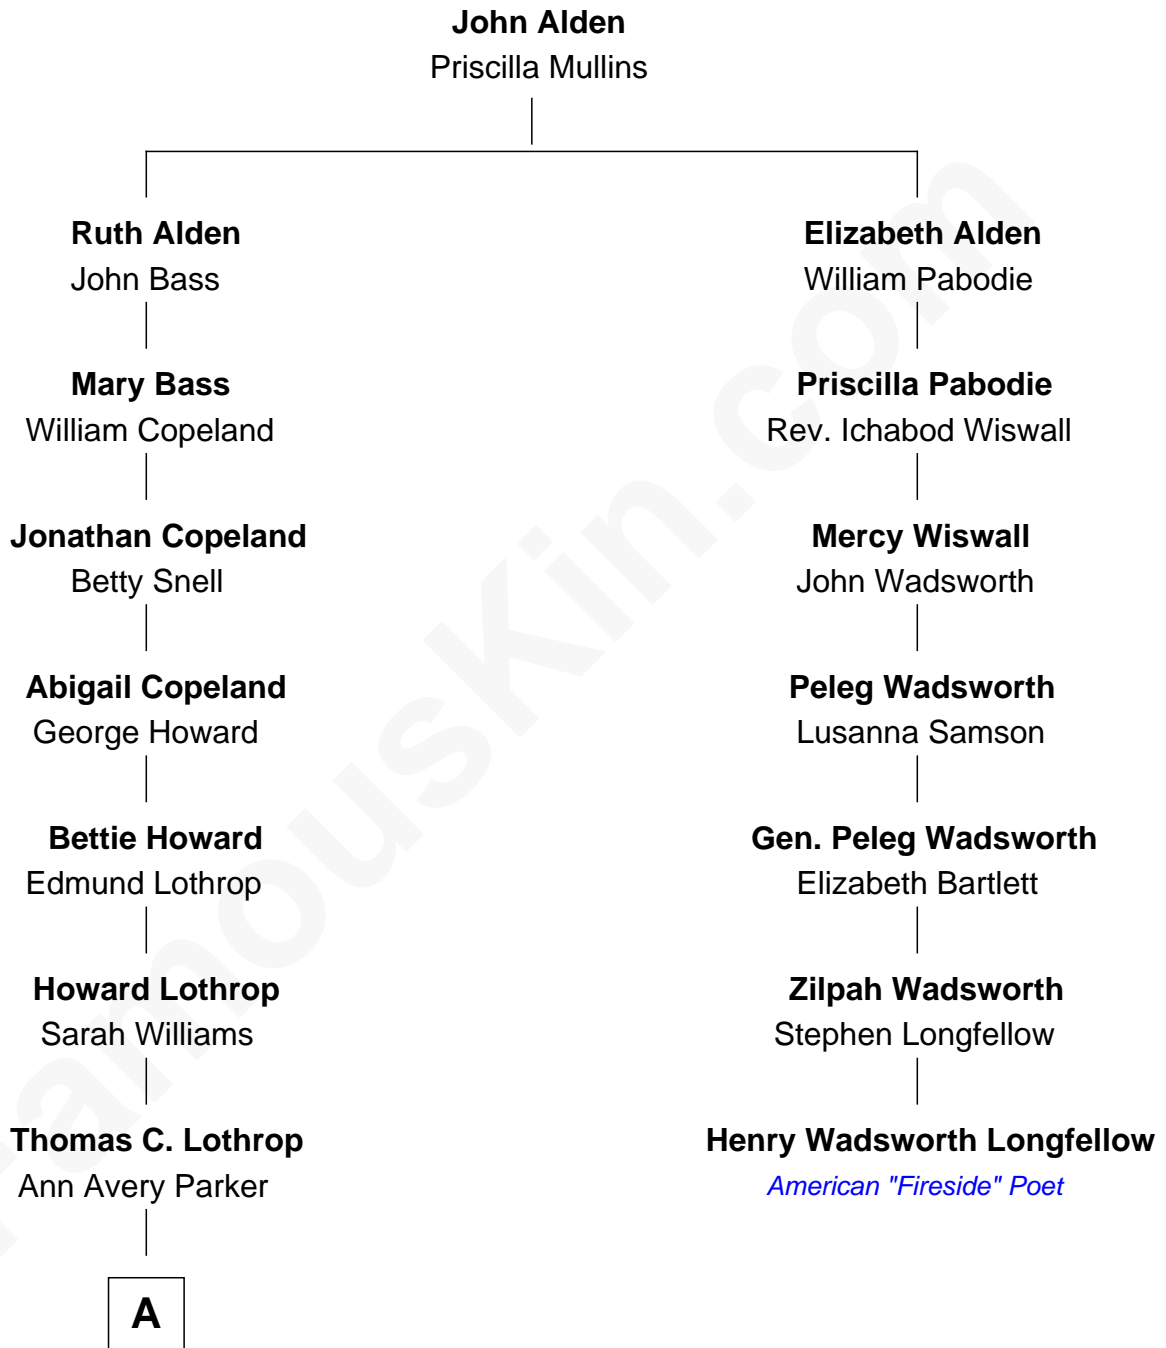 John Alden
Priscilla Mullins
Ruth Alden
John Bass
Mary Bass
William Copeland
Jonathan Copeland
Betty Snell
Abigail Copeland
George Howard
Bettie Howard
Edmund Lothrop
Howard Lothrop
Sarah Williams
Thomas C. Lothrop
Ann Avery Parker
A
Elizabeth Alden
William Pabodie
Priscilla Pabodie
Rev. Ichabod Wiswall
Mercy Wiswall
John Wadsworth
Peleg Wadsworth
Lusanna Samson
Gen. Peleg Wadsworth
Elizabeth Bartlett
Zilpah Wadsworth
Stephen Longfellow
Henry Wadsworth Longfellow
American "Fireside" Poet
FamousKin.com